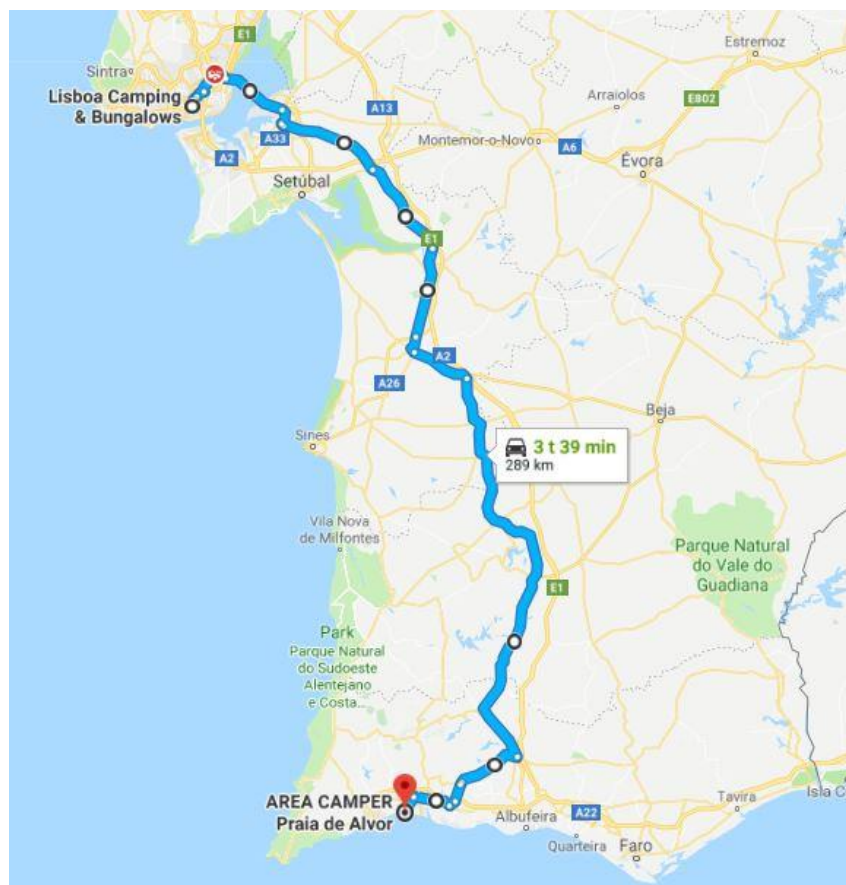 E1
Estremoz
Sintra
Lisboa Camping
& Bungalows
Arraiolos
E802
A13
A33
Montemor-o-Novo
A6
A2
Évora
Setúbal
E1
A2
A26
Beja
3 t 39 min
289 km
Sines
Vila Nova
de Milfontes
Parque Natural
do Vale do
Guadiana
E1
Park
Parque Natural
do Sudoeste
Alentejano
e Costa...
AREA CAMPER
Praia de Alvor
Albufeira
A22
Tavira
Isla C
Quarteira
Faro